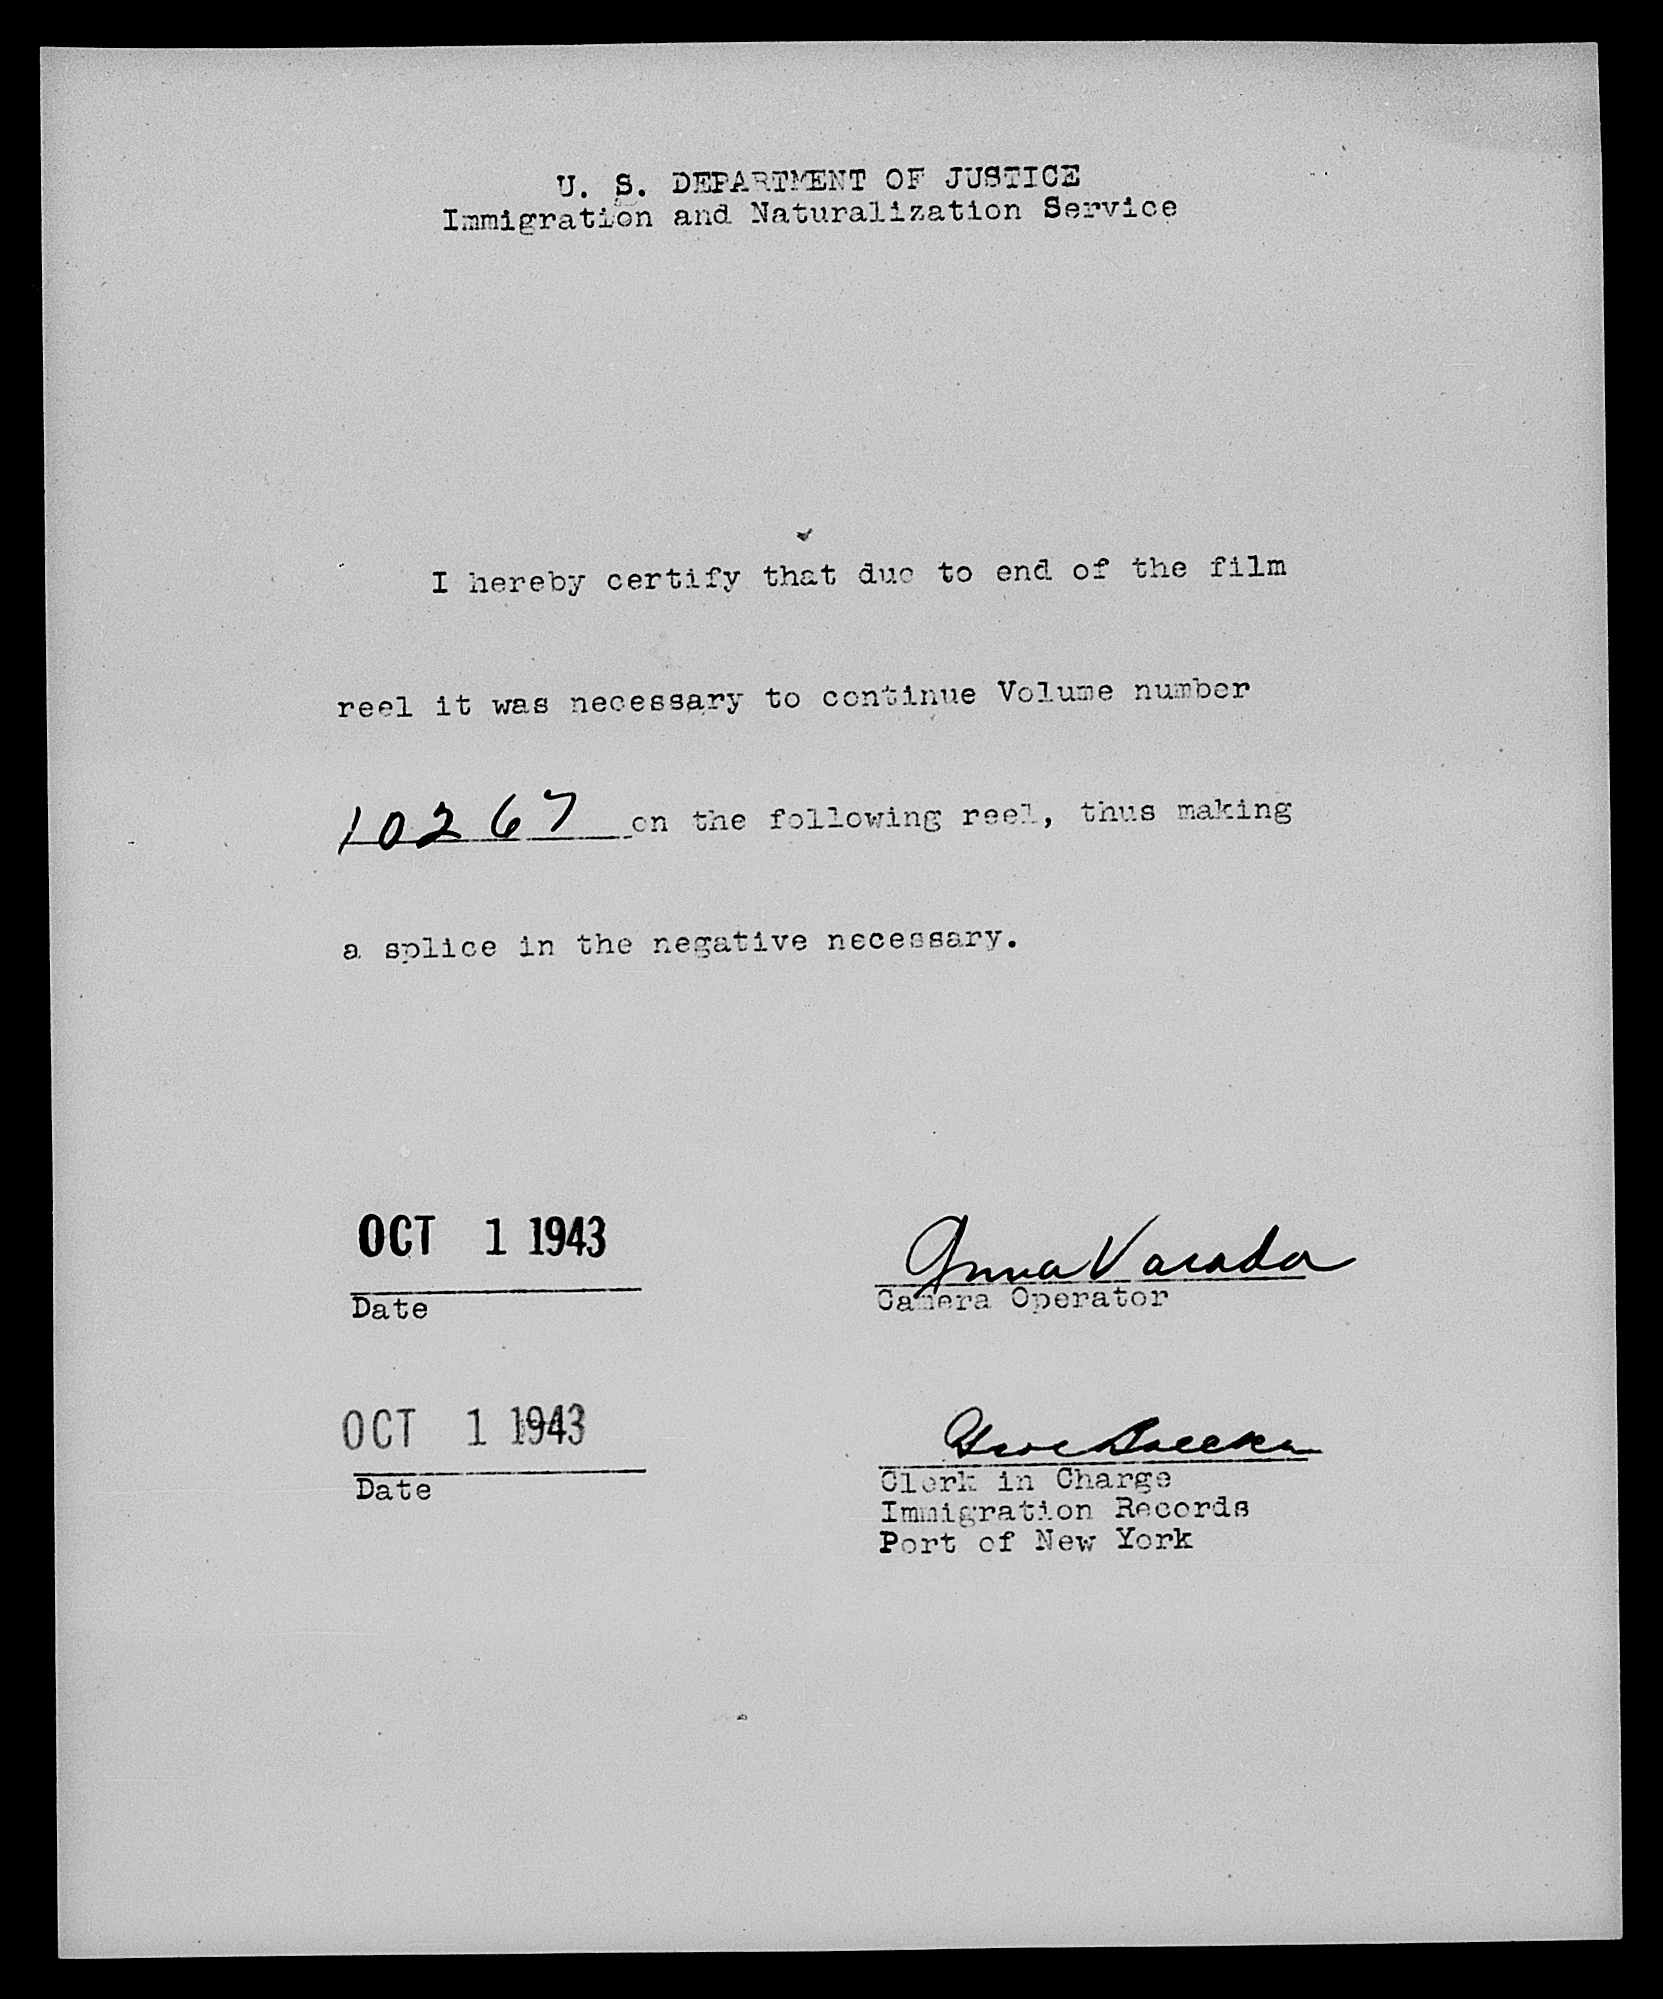 U. S. DEPARTMENT OF JUSTICE
Immigration and Naturalization Service
I hereby certify that due to end of the film
reel it was necessary to continue Volume number
10267 on the following reel, thus making
a splice in the negative necessary.
OCT 1 1943
Anna Varada
Date
Camera Operator
OCT 1 1943
Date
Clerk in Charge
Immigration Records
Port of New York